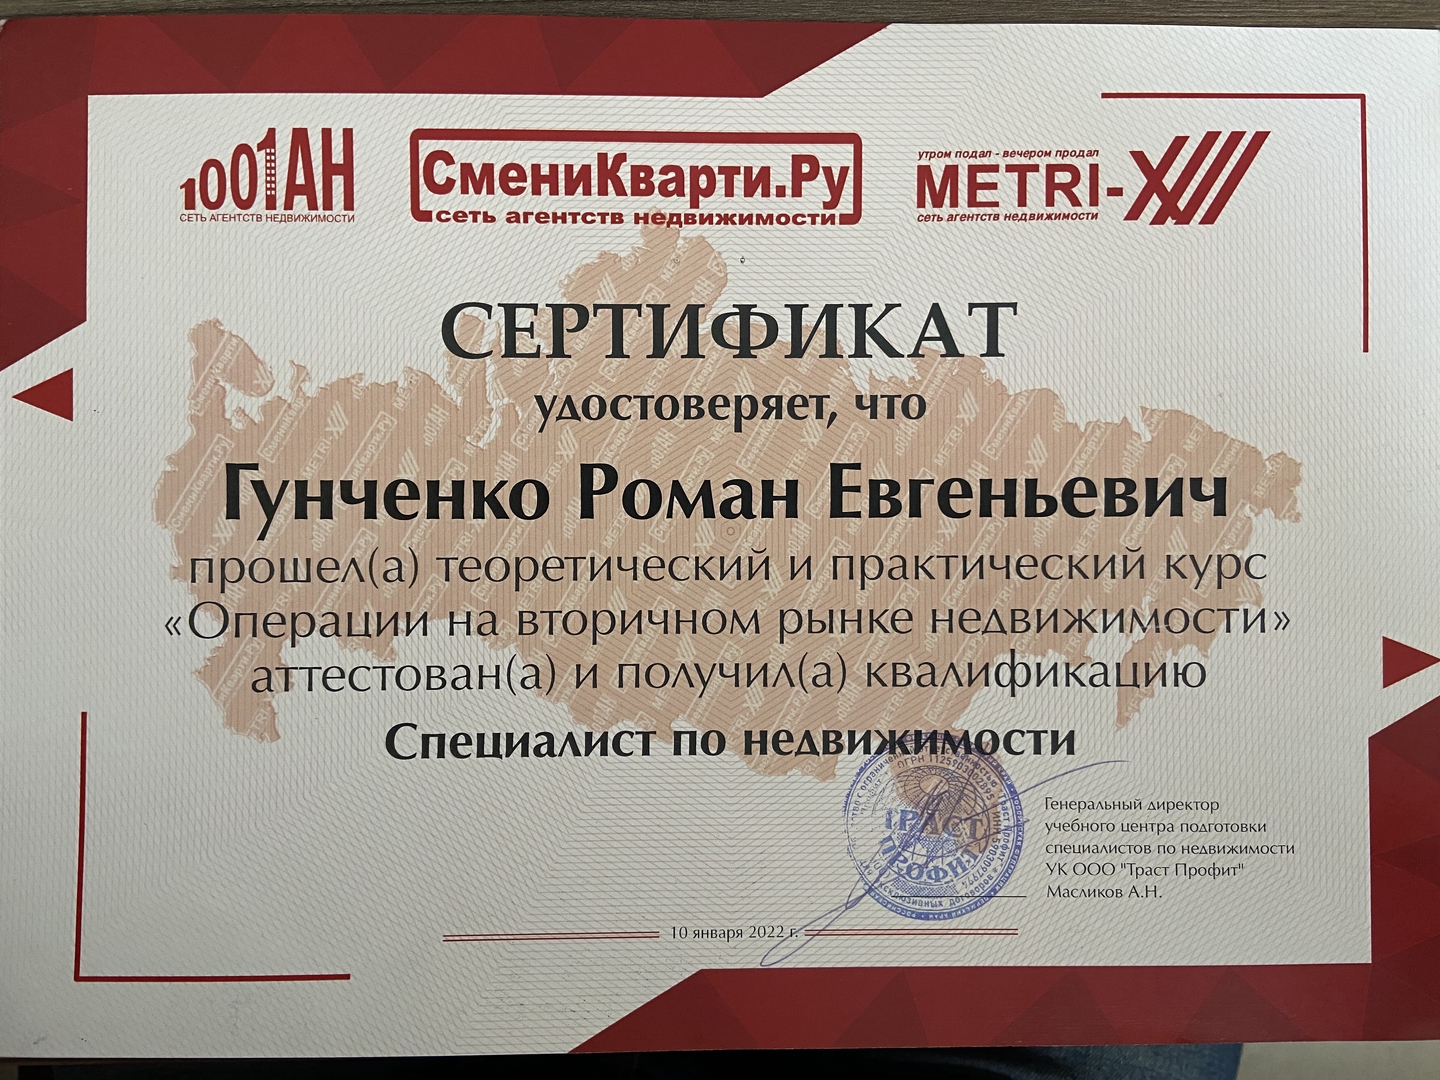 1001АН
СЕТЬ АГЕНТСТВ НЕДВИЖИМОСТИ
СмениКварти.Ру
сеть агентств недвижимости
утром подал - вечером продал
METRI-X
сеть агентств недвижимости
СЕРТИФИКАТ
удостоверяет, что
Гунченко Роман Евгеньевич
прошел(а) теоретический и практический курс
«Операции на вторичном рынке недвижимости»
аттестован(а) и получил(а) квалификацию
Специалист по недвижимости
ТРАСТ
ПРОФИТ
Генеральный директор
учебного центра подготовки
специалистов по недвижимости
УК ООО "Траст Профит"
Масликов А.Н.
10 января 2022 г.